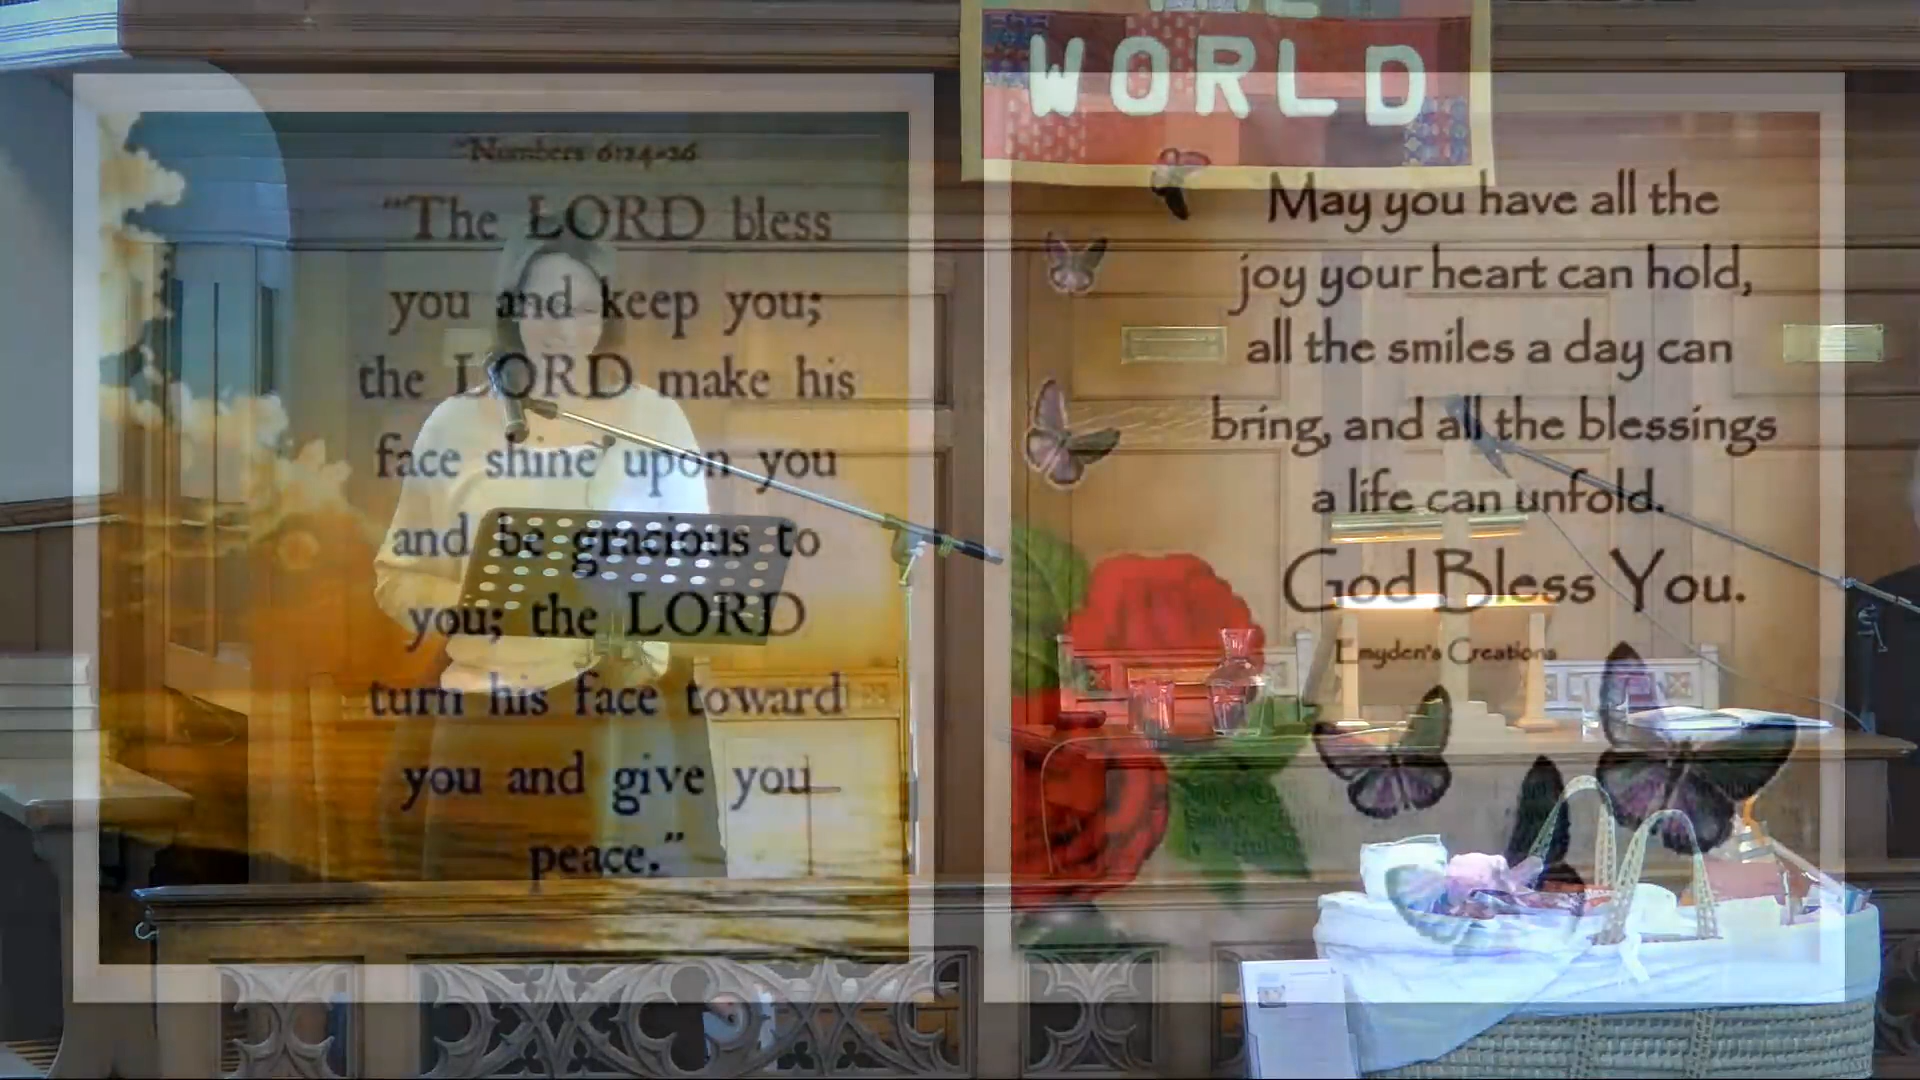 WORLD
Numbers 6:24-26
"The LORD bless
you and keep you;
the LORD make his
face shine upon you
and be gracious to
you; the LORD
turn his face toward
you and give you
peace."
May you have all the
joy your heart can hold,
all the smiles a day can
bring, and all the blessings
a life can unfold.
God Bless You.
Emyden's Creations